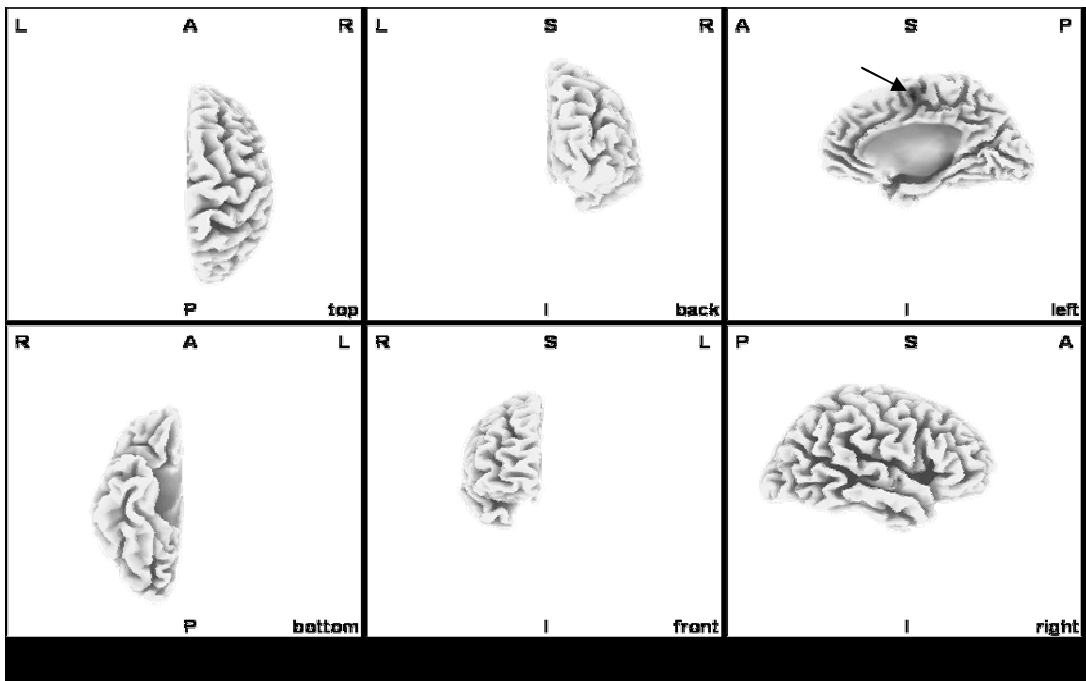 L A R
L S R
A S P
P top
I back
I left
R A L
R S L
P S A
P bottom
I front
I right